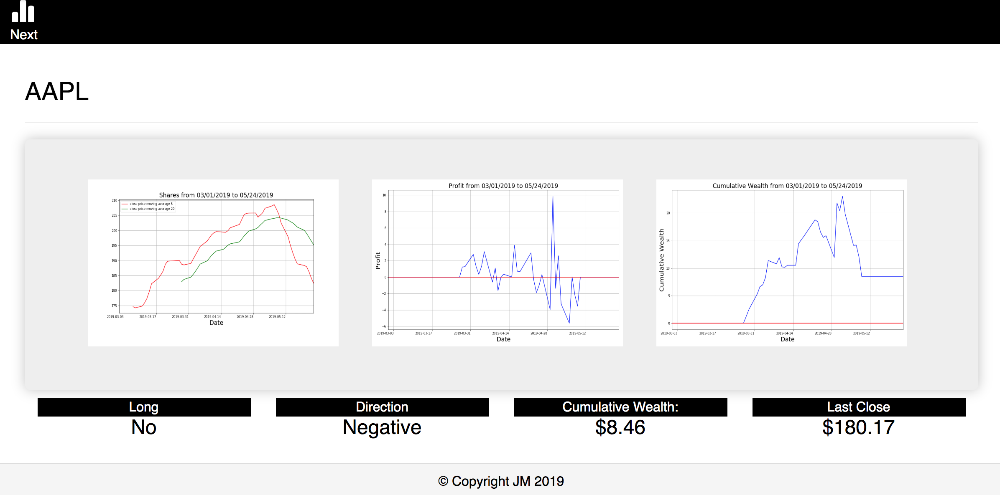 Next
AAPL
Shares from 03/01/2019 to 05/24/2019
close price moving average 5
close price moving average 20
210
205
200
195
190
185
180
175
2019-03-03 2019-03-17 2019-03-31 2019-04-14 2019-04-28 2019-05-12
Date
Profit from 03/01/2019 to 05/24/2019
Profit
10
8
6
4
2
0
−2
−4
−6
2019-03-03 2019-03-17 2019-03-31 2019-04-14 2019-04-28 2019-05-12
Date
Cumulative Wealth from 03/01/2019 to 05/24/2019
Cumulative Wealth
20
15
10
5
0
2019-03-03 2019-03-17 2019-03-31 2019-04-14 2019-04-28 2019-05-12
Date
Long
No
Direction
Negative
Cumulative Wealth:
$8.46
Last Close
$180.17
© Copyright JM 2019